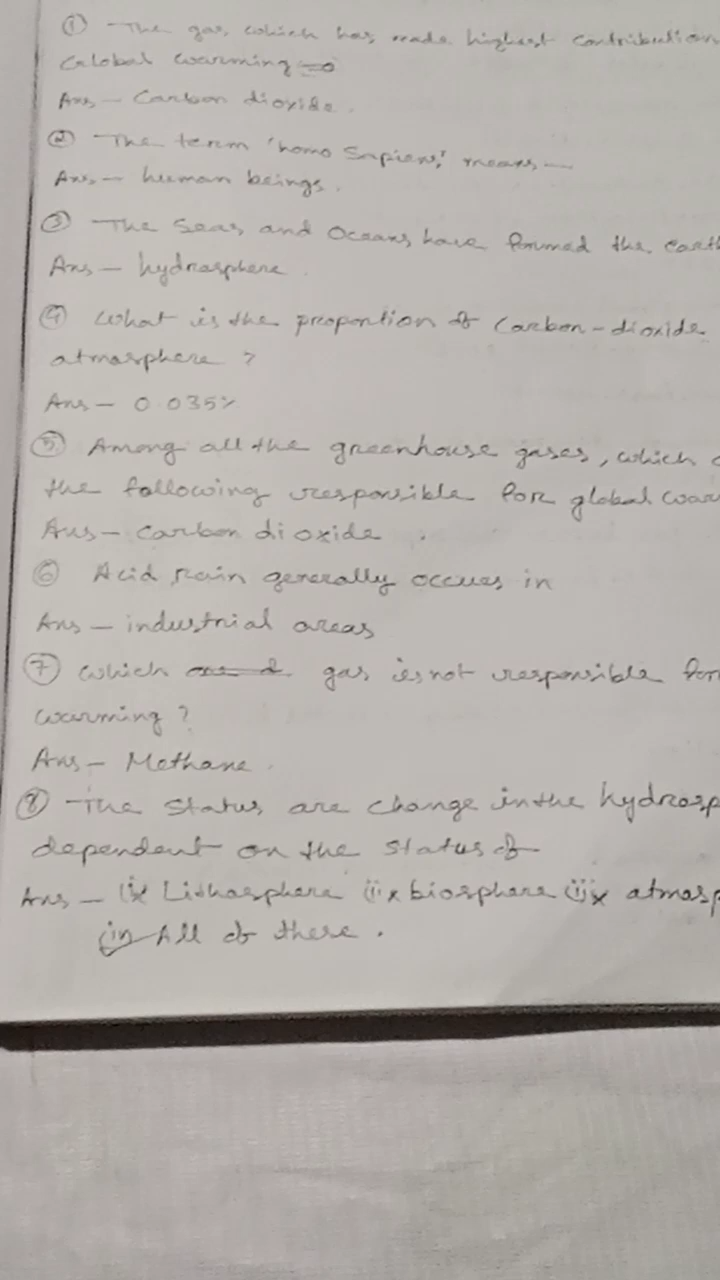 ① The gas, which has, made highest contribution
Global warming
Ans - Carbon dioxide.
② The term 'homo Sapiens,' means -
Ans, - human beings.
③ The Seas, and Oceans, have formed the eart
Ans - hydrosphere
④ What is the proportion of Carbon-dioxide
atmosphere ?
Ans - 0.035%
⑤ Among all the greenhouse gases, which o
the following responsible for global war
Ans - Carbon dioxide .
⑥ Acid rain generally occurs in
Ans - industrial areas
⑦ Which gas is not responsible for
warming ?
Ans - Methane.
⑧ The Status, are change in the hydrosp
dependent on the Status of
Ans - (i) Lithosphere (ii) biosphere (iii) atmosp
(iv) All of there .